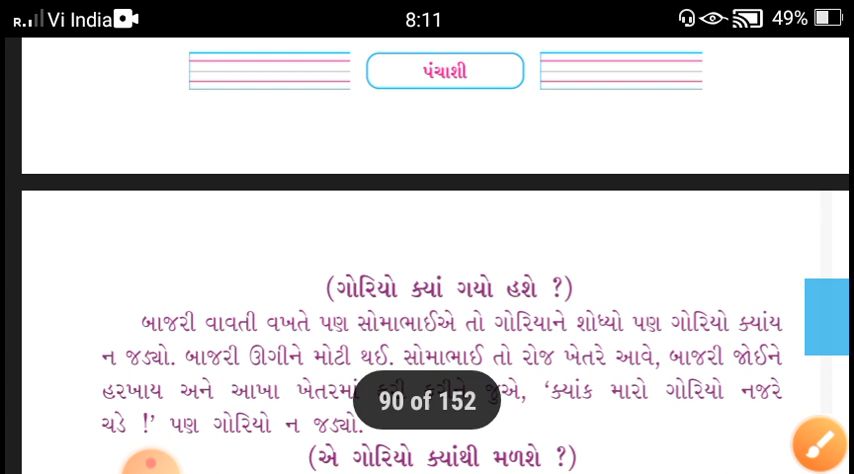 R Vi India 8:11 49%
પંચાશી
(ગોરિયો ક્યાં ગયો હશે ?)
બાજરી વાવતી વખતે પણ સોમાભાઈએ તો ગોરિયાને શોધ્યો પણ ગોરિયો ક્યાંય
ન જડ્યો. બાજરી ઊગીને મોટી થઈ. સોમાભાઈ તો રોજ ખેતરે આવે, બાજરી જોઈને
હરખાય અને આખા ખેતરમાં જુએ, ‘ક્યાંક મારો ગોરિયો નજરે
90 of 152
ચડે !’ પણ ગોરિયો ન જડ્યો.
(એ ગોરિયો ક્યાંથી મળશે ?)